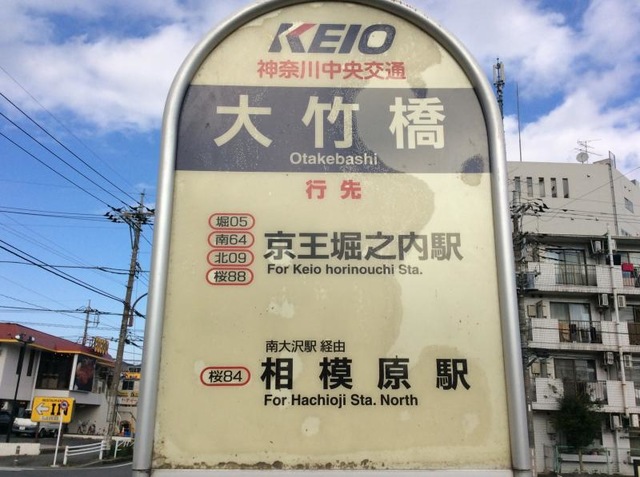 KEIO
神奈川中央交通
大竹橋
Otakebashi
行先
堀05
南64
北09
桜88
京王堀之内駅
For Keio horinouchi Sta.
南大沢駅 経由
桜84
相模原駅
For Hachioji Sta. North